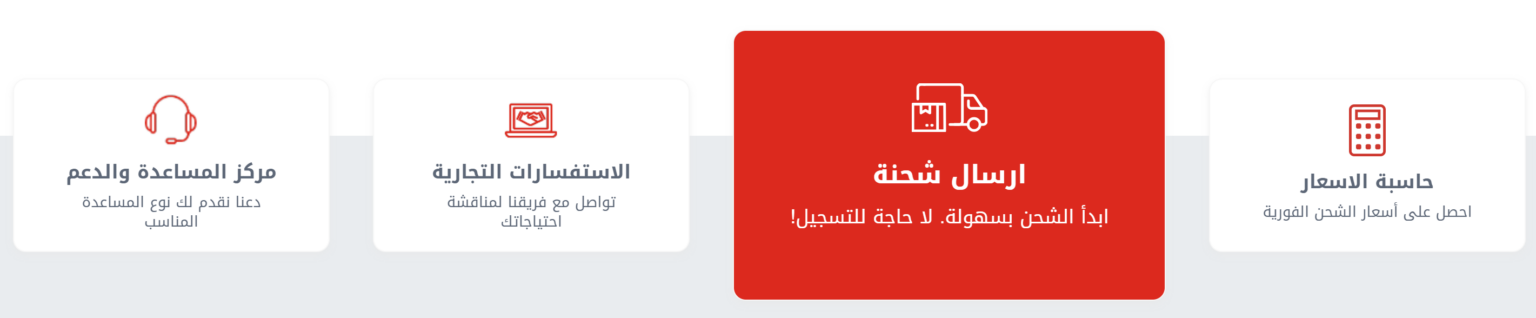 حاسبة الاسعار
احصل على أسعار الشحن الفورية
ارسال شحنة
ابدأ الشحن بسهولة. لا حاجة للتسجيل!
الاستفسارات التجارية
تواصل مع فريقنا لمناقشة
احتياجاتك
مركز المساعدة والدعم
دعنا نقدم لك نوع المساعدة
المناسب